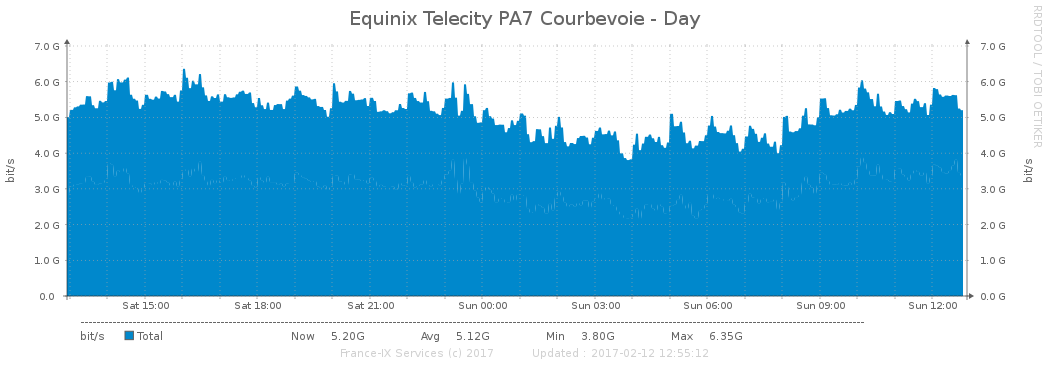 Equinix Telecity PA7 Courbevoie - Day
RRDTOOL / TOBI OETIKER
7.0 G 7.0 G
6.0 G 6.0 G
5.0 G 5.0 G
4.0 G 4.0 G
3.0 G 3.0 G
2.0 G 2.0 G
1.0 G 1.0 G
0.0 0.0 G
bit/s bit/s
Sat 15:00 Sat 18:00 Sat 21:00 Sun 00:00 Sun 03:00 Sun 06:00 Sun 09:00 Sun 12:00
bit/s Total Now 5.20G Avg 5.12G Min 3.80G Max 6.35G
France-IX Services (c) 2017 Updated : 2017-02-12 12:55:12